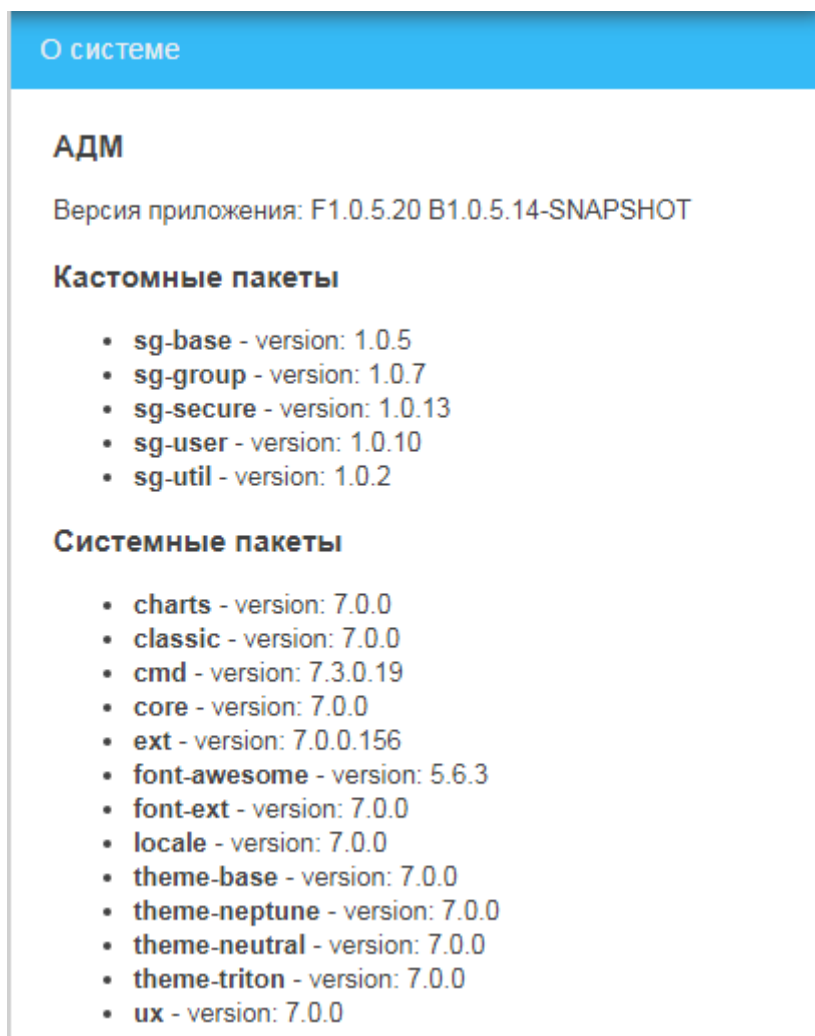 О системе
АДМ
Версия приложения: F1.0.5.20 B1.0.5.14-SNAPSHOT
Кастомные пакеты
• sg-base - version: 1.0.5
• sg-group - version: 1.0.7
• sg-secure - version: 1.0.13
• sg-user - version: 1.0.10
• sg-util - version: 1.0.2
Системные пакеты
• charts - version: 7.0.0
• classic - version: 7.0.0
• cmd - version: 7.3.0.19
• core - version: 7.0.0
• ext - version: 7.0.0.156
• font-awesome - version: 5.6.3
• font-ext - version: 7.0.0
• locale - version: 7.0.0
• theme-base - version: 7.0.0
• theme-neptune - version: 7.0.0
• theme-neutral - version: 7.0.0
• theme-triton - version: 7.0.0
• ux - version: 7.0.0